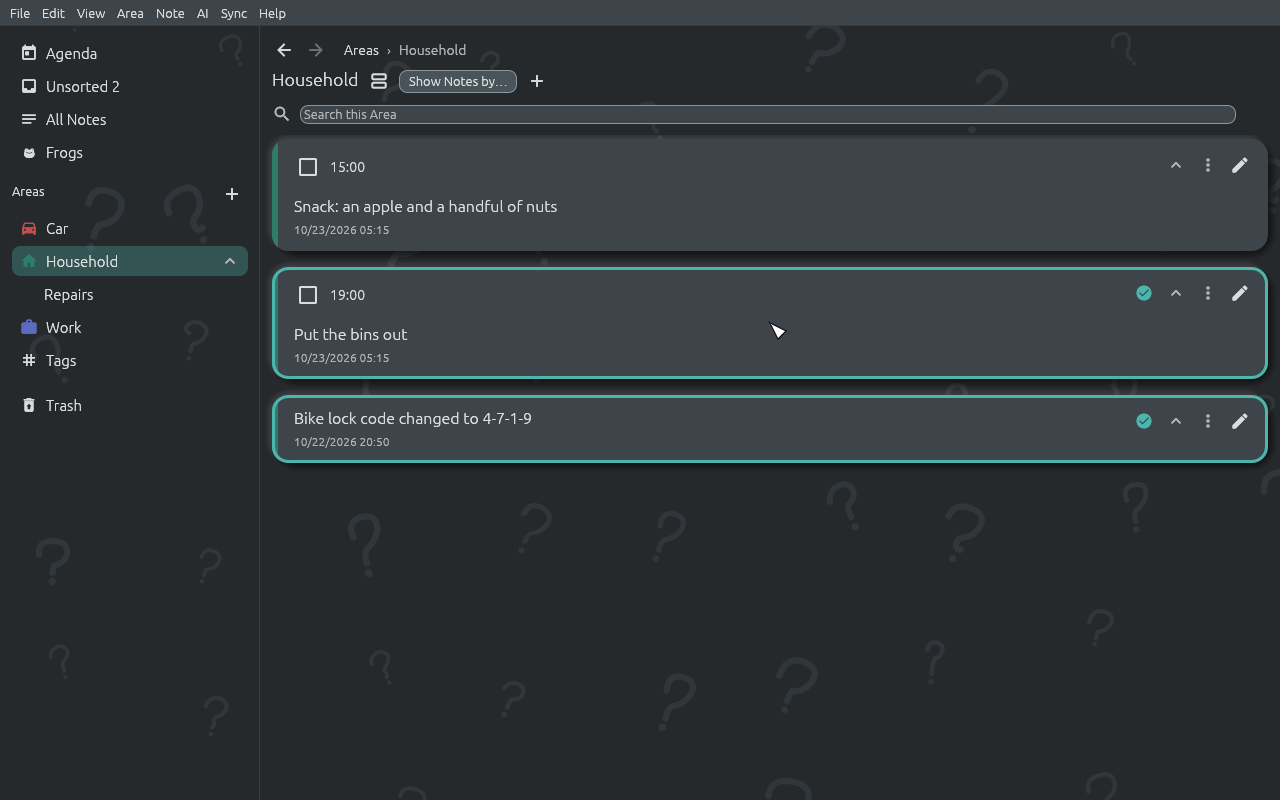 File Edit View Area Note AI Sync Help
Agenda
Unsorted 2
All Notes
Frogs
Areas
Car
Household
Repairs
Work
Tags
Trash
Areas › Household
Household Show Notes by…
Search this Area
15:00
Snack: an apple and a handful of nuts
10/23/2026 05:15
19:00
Put the bins out
10/23/2026 05:15
Bike lock code changed to 4-7-1-9
10/22/2026 20:50